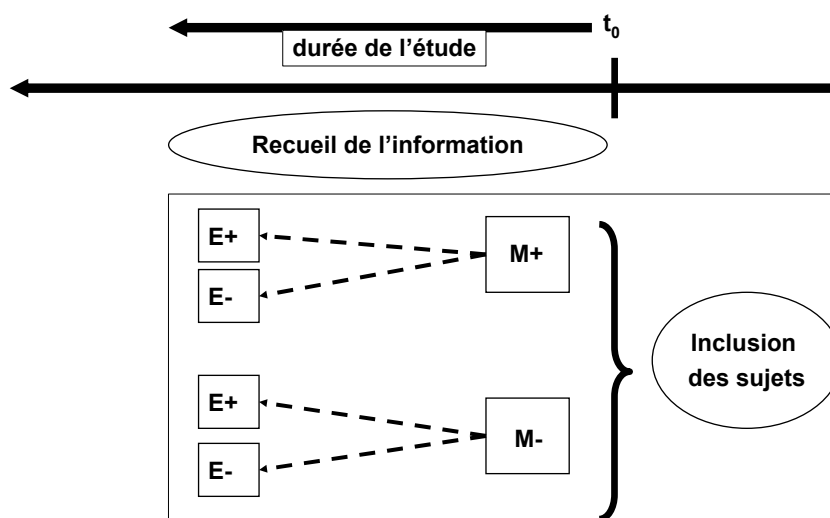 t0
durée de l'étude
Recueil de l'information
E+
M+
E-
Inclusion
des sujets
E+
M-
E-